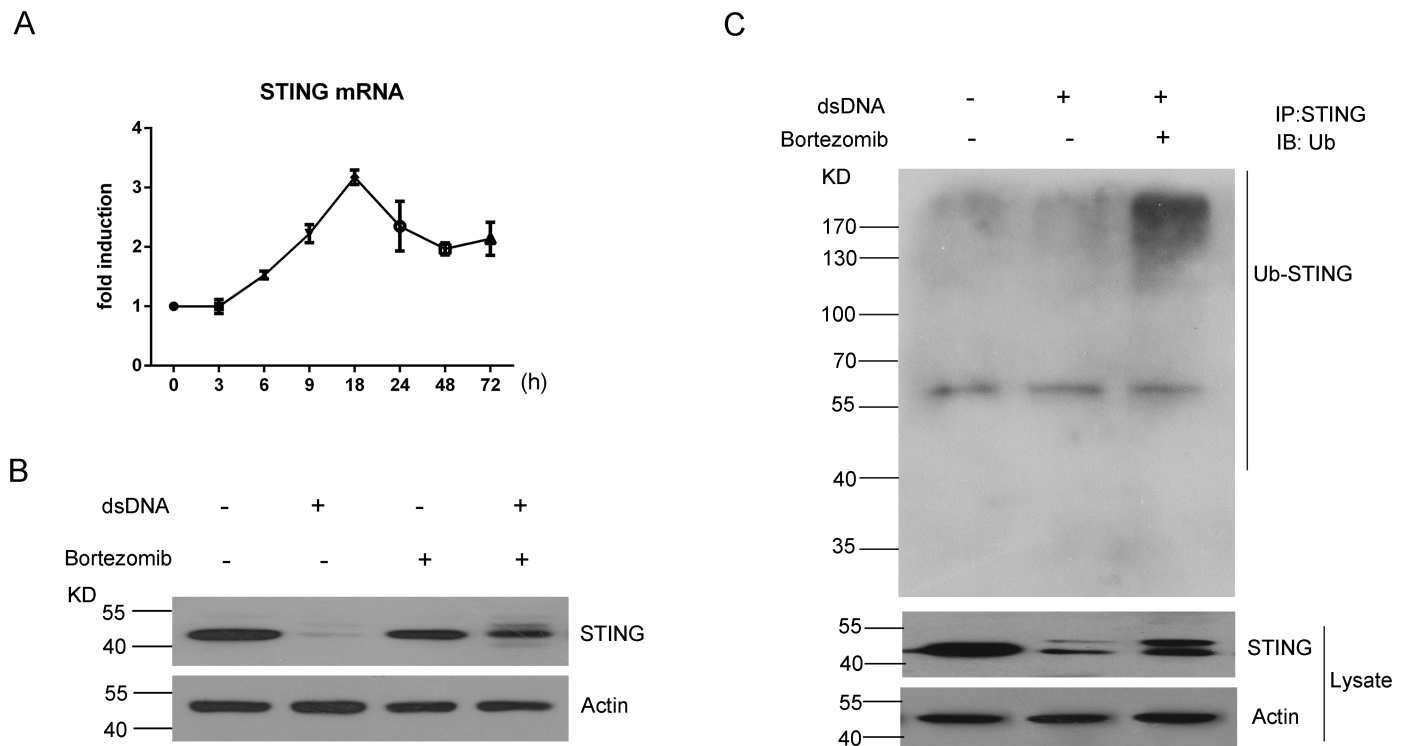 A
STING mRNA
fold induction
4
3
2
1
0
0 3 6 9 18 24 48 72 (h)
B
dsDNA - + - +
Bortezomib - - + +
KD
55
40
STING
55
40
Actin
C
dsDNA - + +
Bortezomib - - +
IP:STING
IB: Ub
KD
170
130
100
70
55
40
35
Ub-STING
55
40
STING
55
40
Actin
Lysate